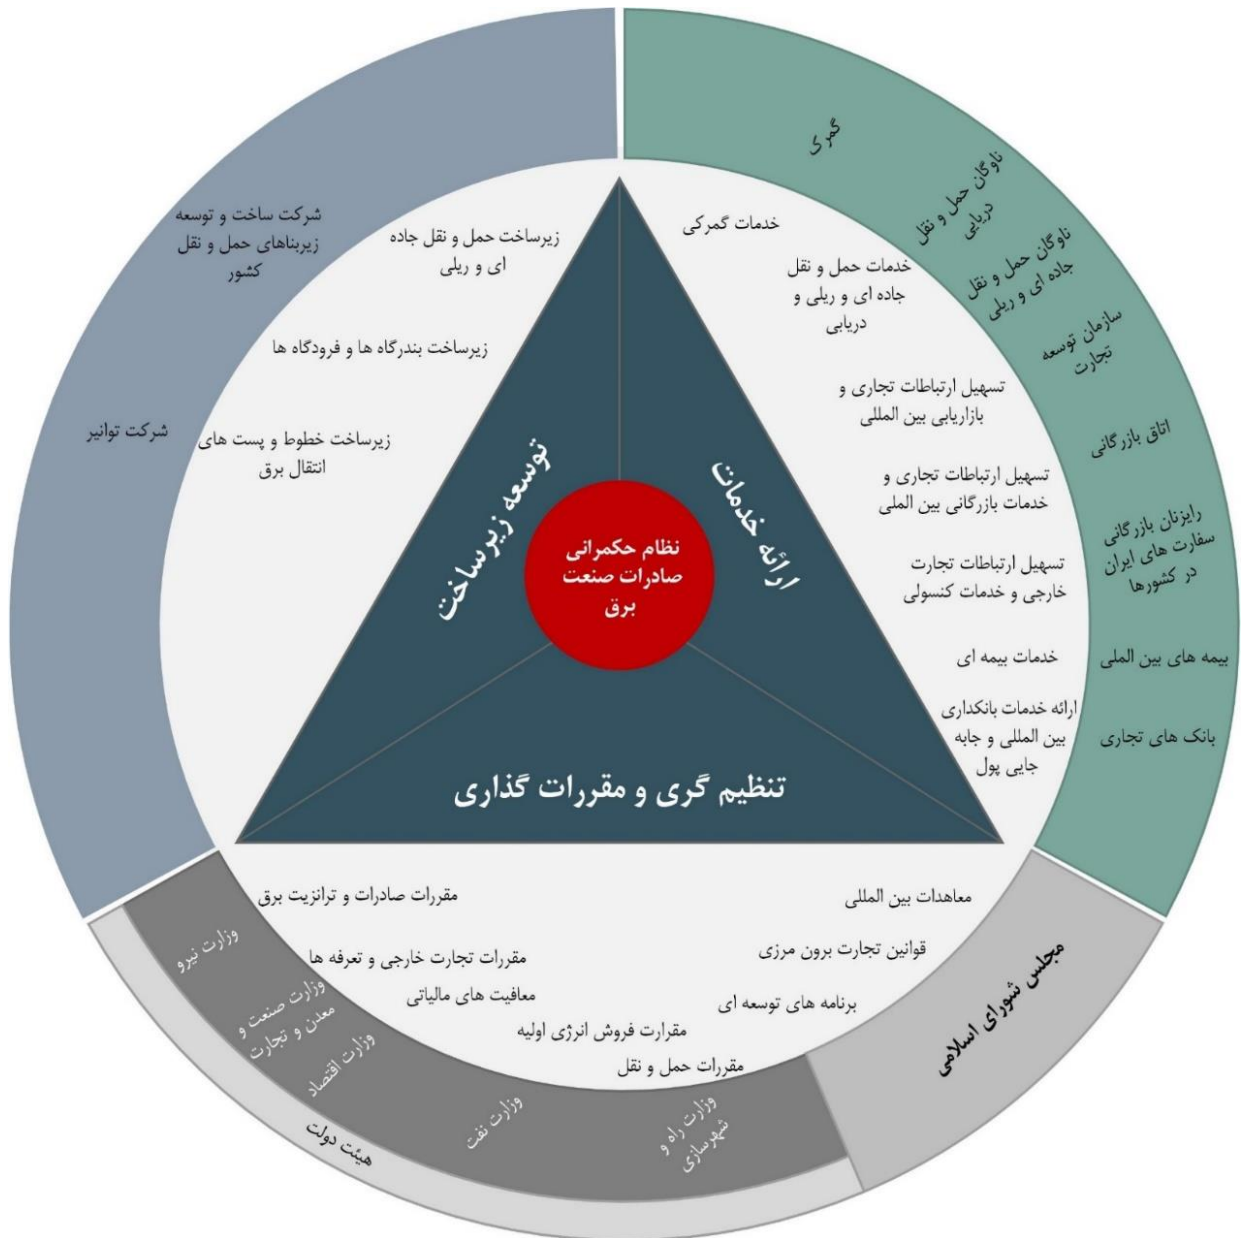 گمرک
ناوگان حمل و نقل
دریایی
ناوگان حمل و نقل
جاده ای و ریلی
سازمان توسعه
تجارت
اتاق بازرگانی
رایزنان بازرگانی
سفارت های ایران
در کشورها
بیمه های بین الملی
بانک های تجاری
خدمات گمرکی
خدمات حمل و نقل
جاده ای و ریلی و
دریابی
تسهیل ارتباطات تجاری و
بازاریابی بین المللی
تسهیل ارتباطات تجاری و
خدمات بازرگانی بین الملی
تسهیل ارتباطات تجارت
خارجی و خدمات کنسولی
خدمات بیمه ای
ارائه خدمات بانکداری
بین المللی و جابه
جایی پول
شرکت ساخت و توسعه
زیربناهای حمل و نقل
کشور
شرکت توانیر
زیرساخت حمل و نقل جاده
ای و ریلی
زیرساخت بندرگاه ها و فرودگاه ها
زیرساخت خطوط و پست های
انتقال برق
ارائه خدمات
توسعه زیرساخت
نظام حکمرانی
صادرات صنعت
برق
تنظیم گری و مقررات گذاری
معاهدات بین المللی
قوانین تجارت برون مرزی
برنامه های توسعه ای
مقررات صادرات و ترانزیت برق
مقررات تجارت خارجی و تعرفه ها
معافیت های مالیاتی
مقرارت فروش انرژی اولیه
مقررات حمل و نقل
مجلس شورای اسلامی
وزارت نیرو
وزارت صنعت و
معدن و تجارت
وزارت اقتصاد
وزارت نفت
وزارت راه و
شهرسازی
هیئت دولت